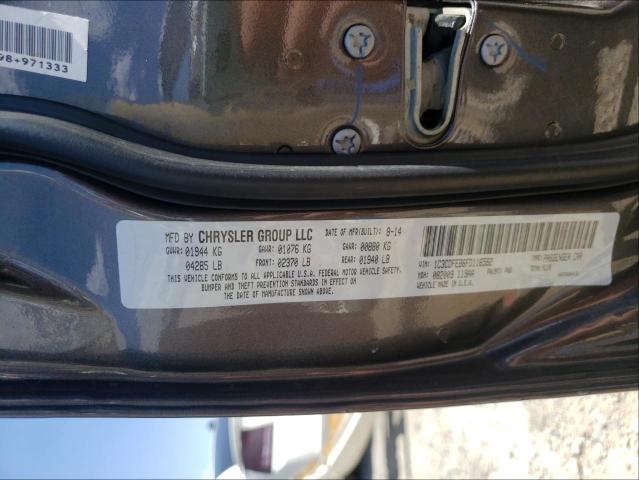 98+971333
MFD BY CHRYSLER GROUP LLC
DATE OF MFR(BUILT): 8-14
GVWR: 01944 KG
GAWR: 01076 KG
GAWR: 00880 KG
04285 LB
FRONT: 02370 LB
REAR: 01940 LB
THIS VEHICLE CONFORMS TO ALL APPLICABLE U.S.A. FEDERAL MOTOR VEHICLE SAFETY,
BUMPER AND THEFT PREVENTION STANDARDS IN EFFECT ON
THE DATE OF MANUFACTURE SHOWN ABOVE.
TYPE: PASSENGER CAR
MDH:
VEHICLE MADE IN U.S.A.